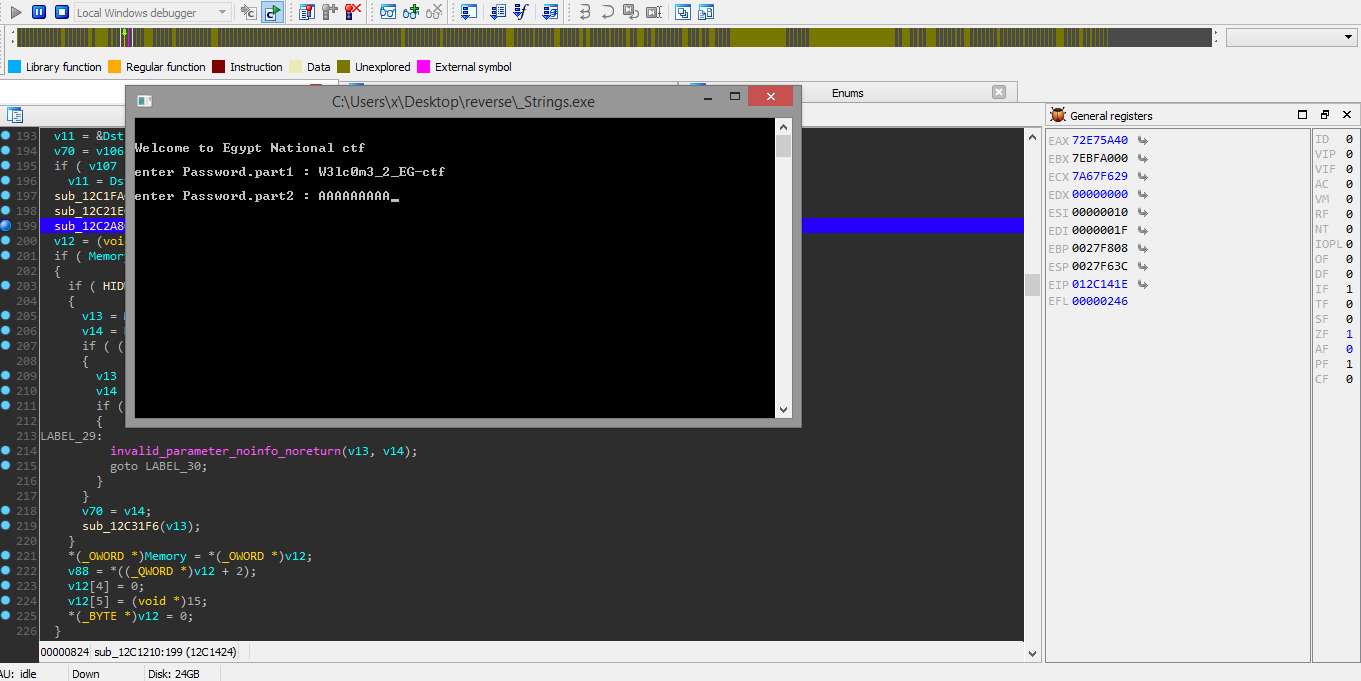 Local Windows debugger
Library function Regular function Instruction Data Unexplored External symbol
Enums
C:\Users\x\Desktop\reverse\_Strings.exe
Welcome to Egypt National ctf
enter Password.part1 : W3lc0m3_2_EG-ctf
enter Password.part2 : AAAAAAAAA_
193 v11 = &Dst
194 v70 = v106
195 if ( v107
196 v11 = Ds
197 sub_12C1FA
198 sub_12C21E
199 sub_12C2A8
200 v12 = (voi
201 if ( Memor
202 {
203 if ( HID
204 {
205 v13 =
206 v14 =
207 if ( (
208 {
209 v13
210 v14
211 if (
212 {
213 LABEL_29:
214 invalid_parameter_noinfo_noreturn(v13, v14);
215 goto LABEL_30;
216 }
217 }
218 v70 = v14;
219 sub_12C31F6(v13);
220 }
221 *(_OWORD *)Memory = *(_OWORD *)v12;
222 v88 = *((_QWORD *)v12 + 2);
223 v12[4] = 0;
224 v12[5] = (void *)15;
225 *(_BYTE *)v12 = 0;
226 }
00000824 sub_12C1210:199 (12C1424)
General registers
EAX 72E75A40
EBX 7EBFA000
ECX 7A67F629
EDX 00000000
ESI 00000010
EDI 0000001F
EBP 0027F808
ESP 0027F63C
EIP 012C141E
EFL 00000246
ID 0
VIP 0
VIF 0
AC 0
VM 0
RF 0
NT 0
IOPL 0
OF 0
DF 0
IF 1
TF 0
SF 0
ZF 1
AF 0
PF 1
CF 0
AU: idle Down Disk: 24GB